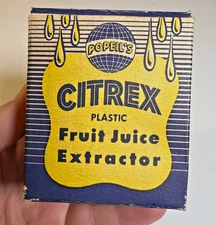 POPEIL'S
CITREX
PLASTIC
Fruit Juice
Extractor